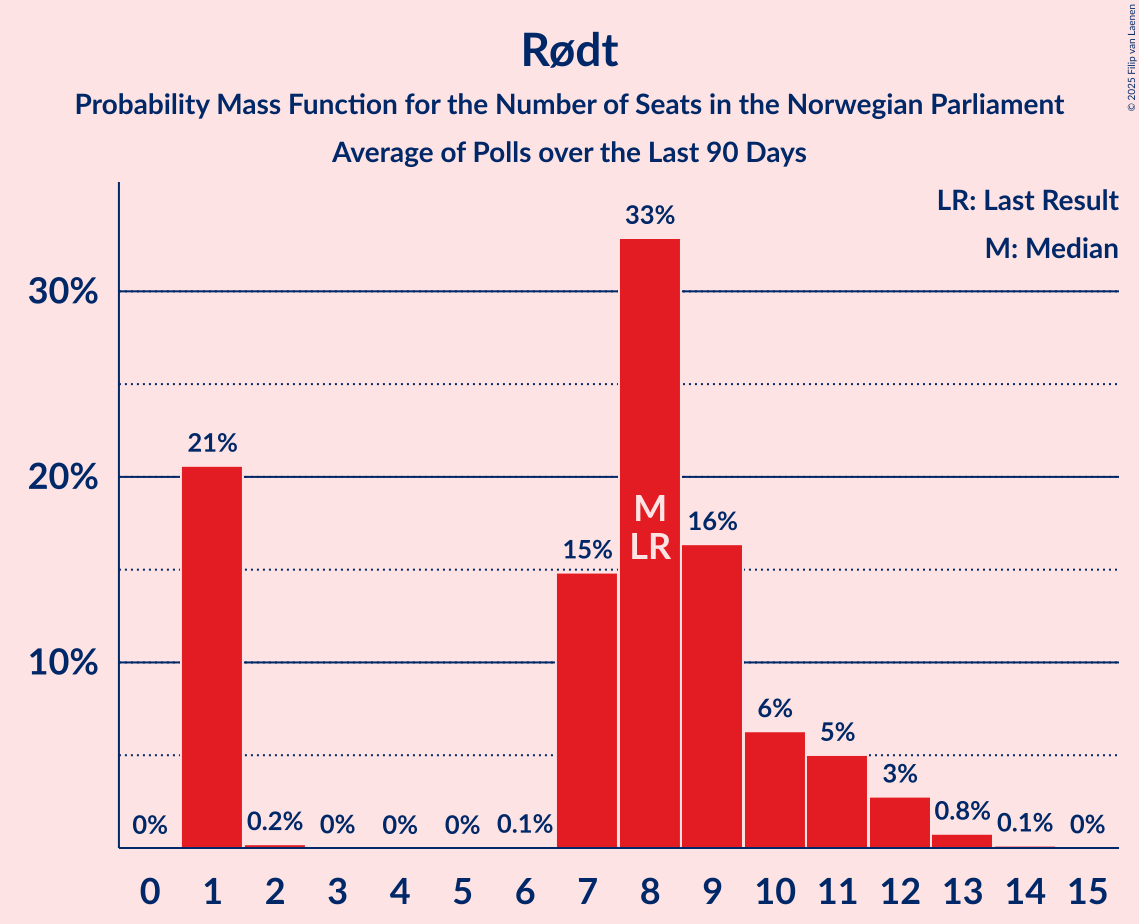 Rødt
Probability Mass Function for the Number of Seats in the Norwegian Parliament
Average of Polls over the Last 90 Days
© 2025 Filip van Laenen
LR: Last Result
M: Median
33%
30%
21%
20%
M
LR
16%
15%
10%
6%
5%
3%
0%
0.2%
0%
0%
0%
0.1%
0.8%
0.1%
0%
0 1 2 3 4 5 6 7 8 9 10 11 12 13 14 15